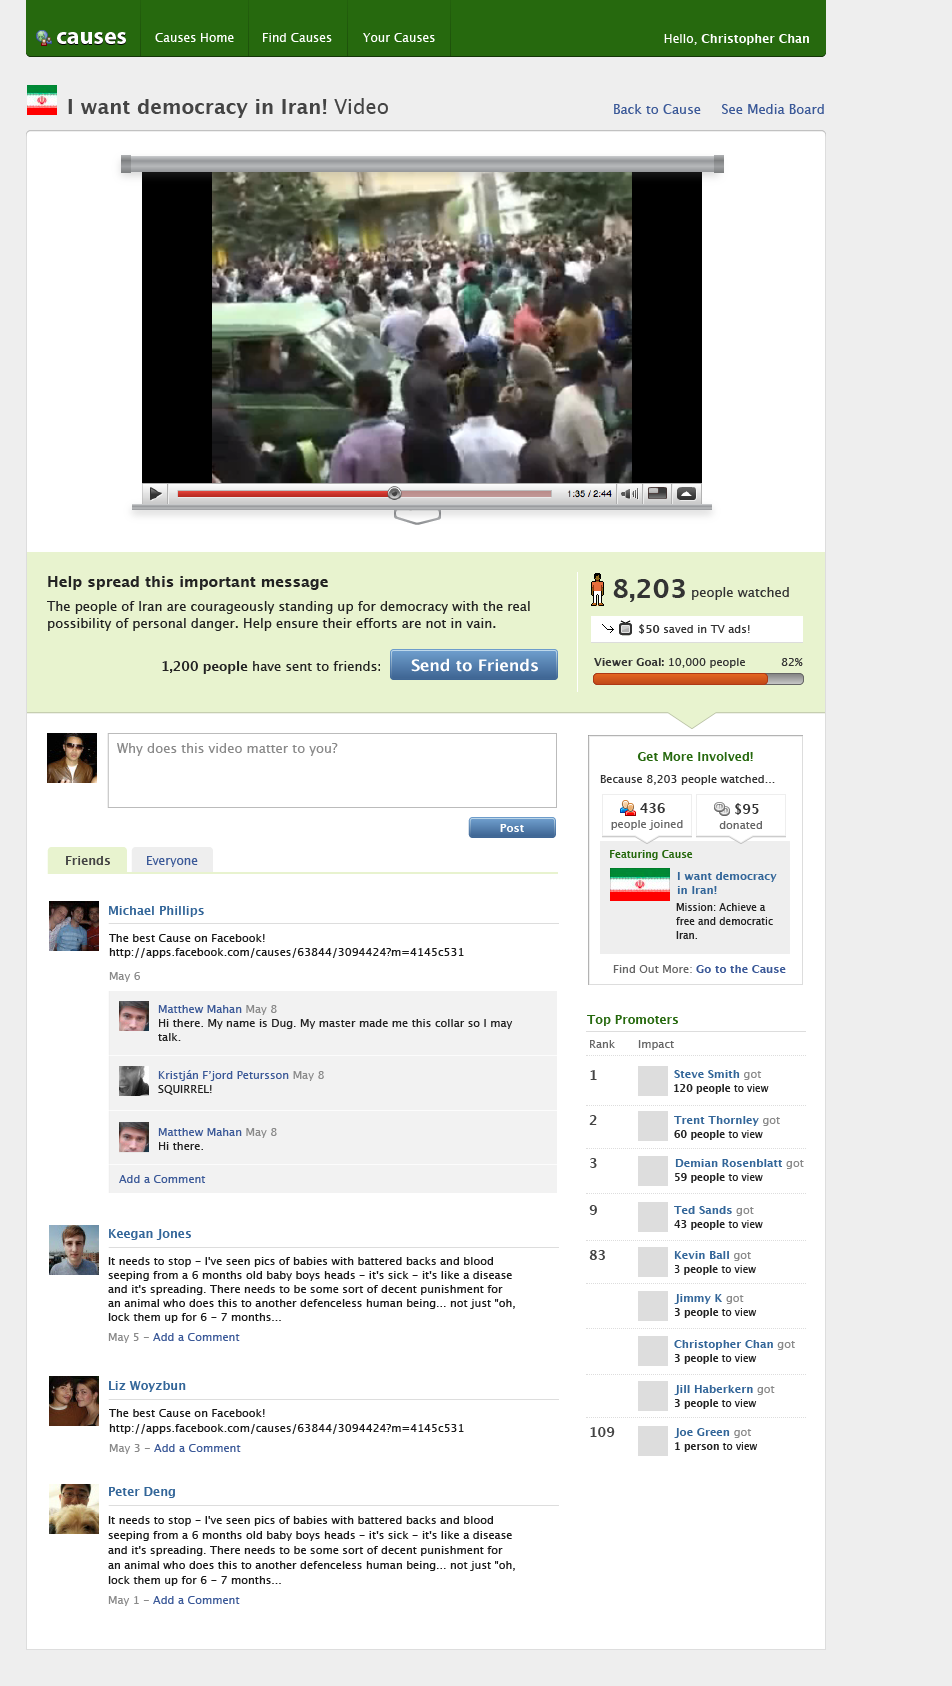 causes
Causes Home
Find Causes
Your Causes
Hello, Christopher Chan
I want democracy in Iran! Video
Back to Cause
See Media Board
1:35 / 2:44
Help spread this important message
The people of Iran are courageously standing up for democracy with the real
possibility of personal danger. Help ensure their efforts are not in vain.
1,200 people have sent to friends:
Send to Friends
8,203 people watched
$50 saved in TV ads!
Viewer Goal: 10,000 people 82%
Why does this video matter to you?
Post
Friends
Everyone
Michael Phillips
The best Cause on Facebook!
http://apps.facebook.com/causes/63844/3094424?m=4145c531
May 6
Matthew Mahan May 8
Hi there. My name is Dug. My master made me this collar so I may
talk.
Kristján F'jord Petursson May 8
SQUIRREL!
Matthew Mahan May 8
Hi there.
Add a Comment
Keegan Jones
It needs to stop – I've seen pics of babies with battered backs and blood
seeping from a 6 months old baby boys heads – it's sick – it's like a disease
and it's spreading. There needs to be some sort of decent punishment for
an animal who does this to another defenceless human being... not just "oh,
lock them up for 6 – 7 months...
May 5 – Add a Comment
Liz Woyzbun
The best Cause on Facebook!
http://apps.facebook.com/causes/63844/3094424?m=4145c531
May 3 – Add a Comment
Peter Deng
It needs to stop – I've seen pics of babies with battered backs and blood
seeping from a 6 months old baby boys heads – it's sick – it's like a disease
and it's spreading. There needs to be some sort of decent punishment for
an animal who does this to another defenceless human being... not just "oh,
lock them up for 6 – 7 months...
May 1 – Add a Comment
Get More Involved!
Because 8,203 people watched...
436
people joined
$95
donated
Featuring Cause
I want democracy
in Iran!
Mission: Achieve a
free and democratic
Iran.
Find Out More: Go to the Cause
Top Promoters
Rank Impact
1 Steve Smith got
120 people to view
2 Trent Thornley got
60 people to view
3 Demian Rosenblatt got
59 people to view
9 Ted Sands got
43 people to view
83 Kevin Ball got
3 people to view
Jimmy K got
3 people to view
Christopher Chan got
3 people to view
Jill Haberkern got
3 people to view
109 Joe Green got
1 person to view